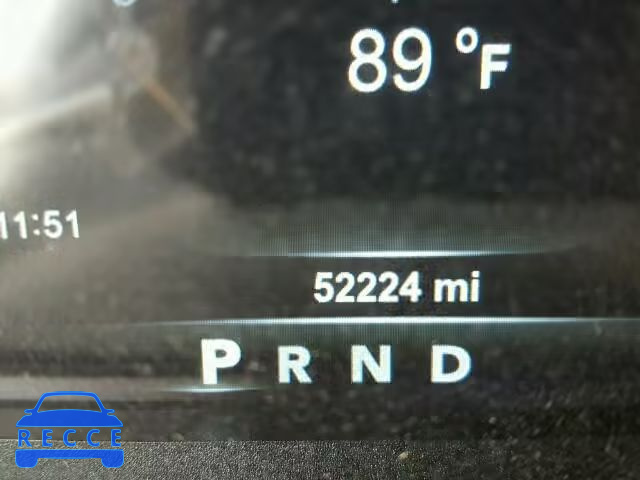 89 °F
11:51
52224 mi
P R N D
RECCE